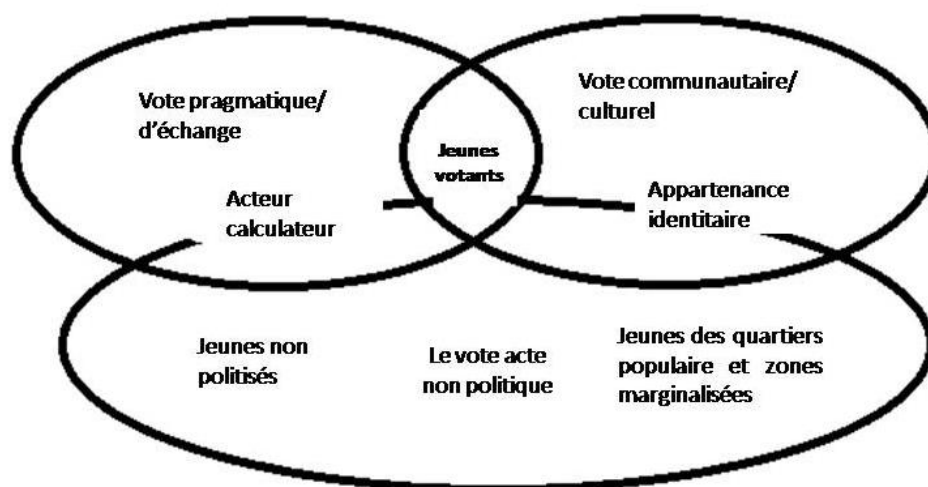 Vote pragmatique/
d'échange
Vote communautaire/
culturel
Jeunes
votants
Acteur
calculateur
Appartenance
identitaire
Jeunes non
politisés
Le vote acte
non politique
Jeunes des quartiers
populaire et zones
marginalisées